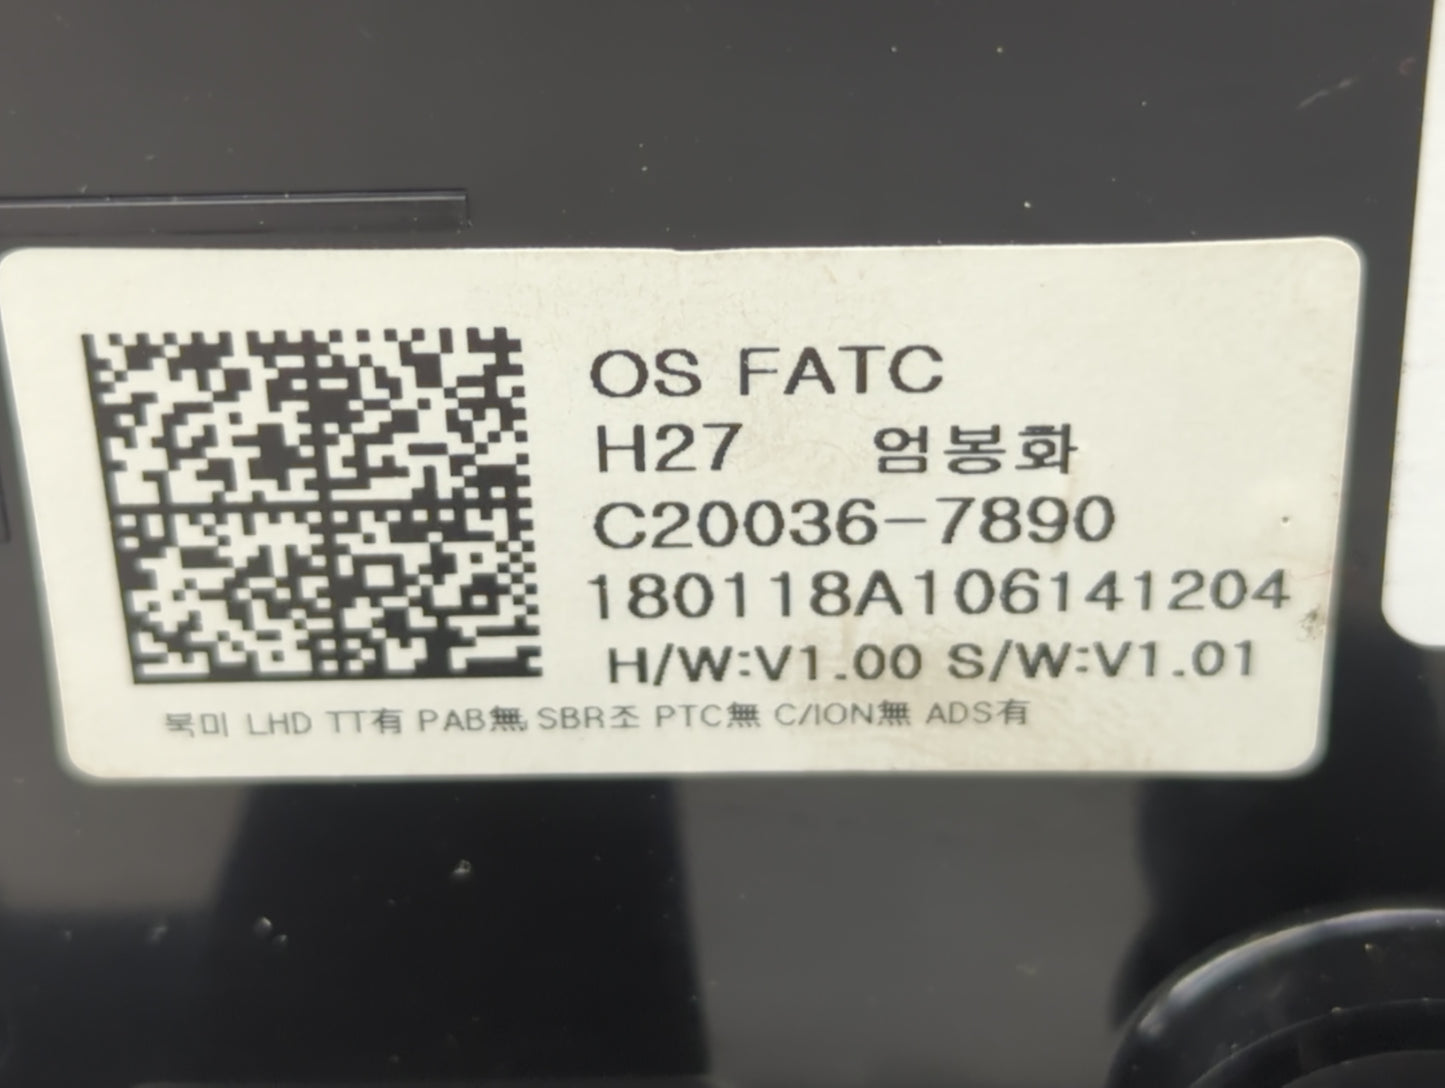 OS FATC
H27 엄봉화
C20036-7890
180118A106141204
H/W:V1.00 S/W:V1.01
북미 LHD TT有 PAB無 SBR조 PTC無 C/ION無 ADS有